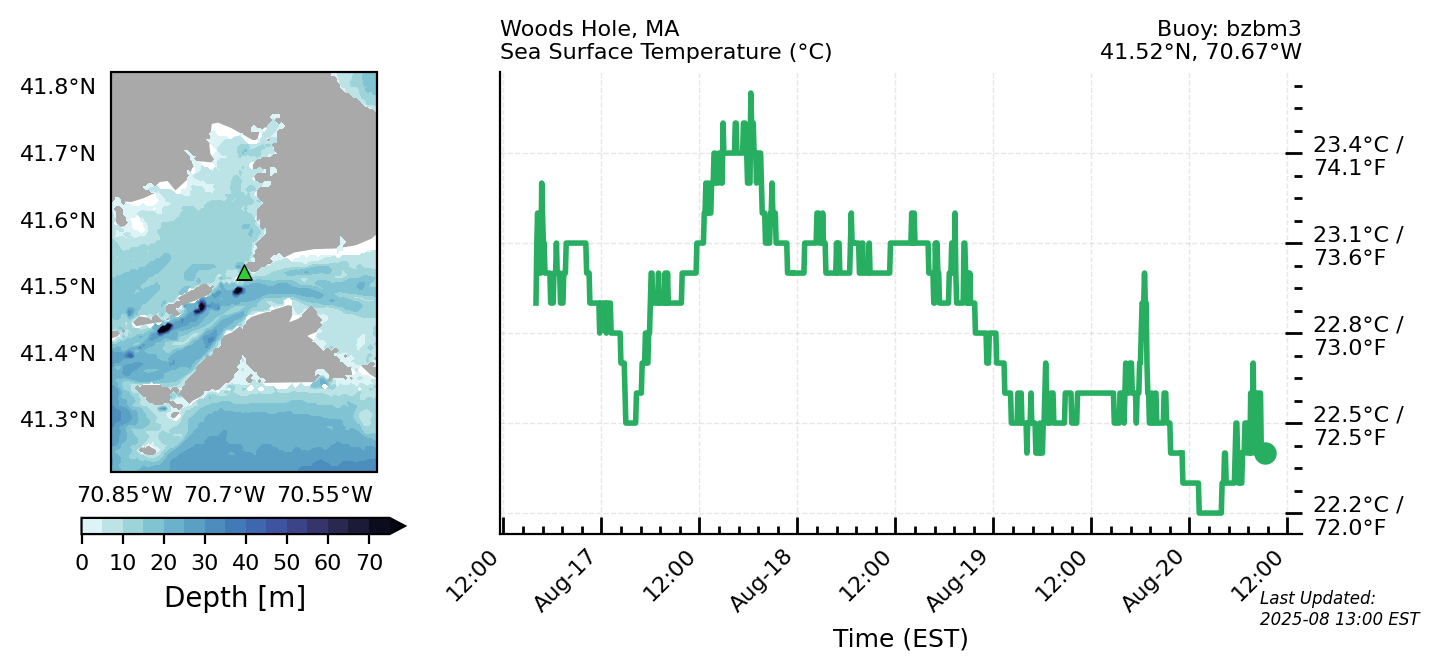 Woods Hole, MA
Sea Surface Temperature (°C)
Buoy: bzbm3
41.52°N, 70.67°W
41.8°N
41.7°N
41.6°N
41.5°N
41.4°N
41.3°N
70.85°W 70.7°W 70.55°W
0 10 20 30 40 50 60 70
Depth [m]
23.4°C /
74.1°F
23.1°C /
73.6°F
22.8°C /
73.0°F
22.5°C /
72.5°F
22.2°C /
72.0°F
12:00
Aug-17
12:00
Aug-18
12:00
Aug-19
12:00
Aug-20
12:00
Time (EST)
Last Updated:
2025-08 13:00 EST